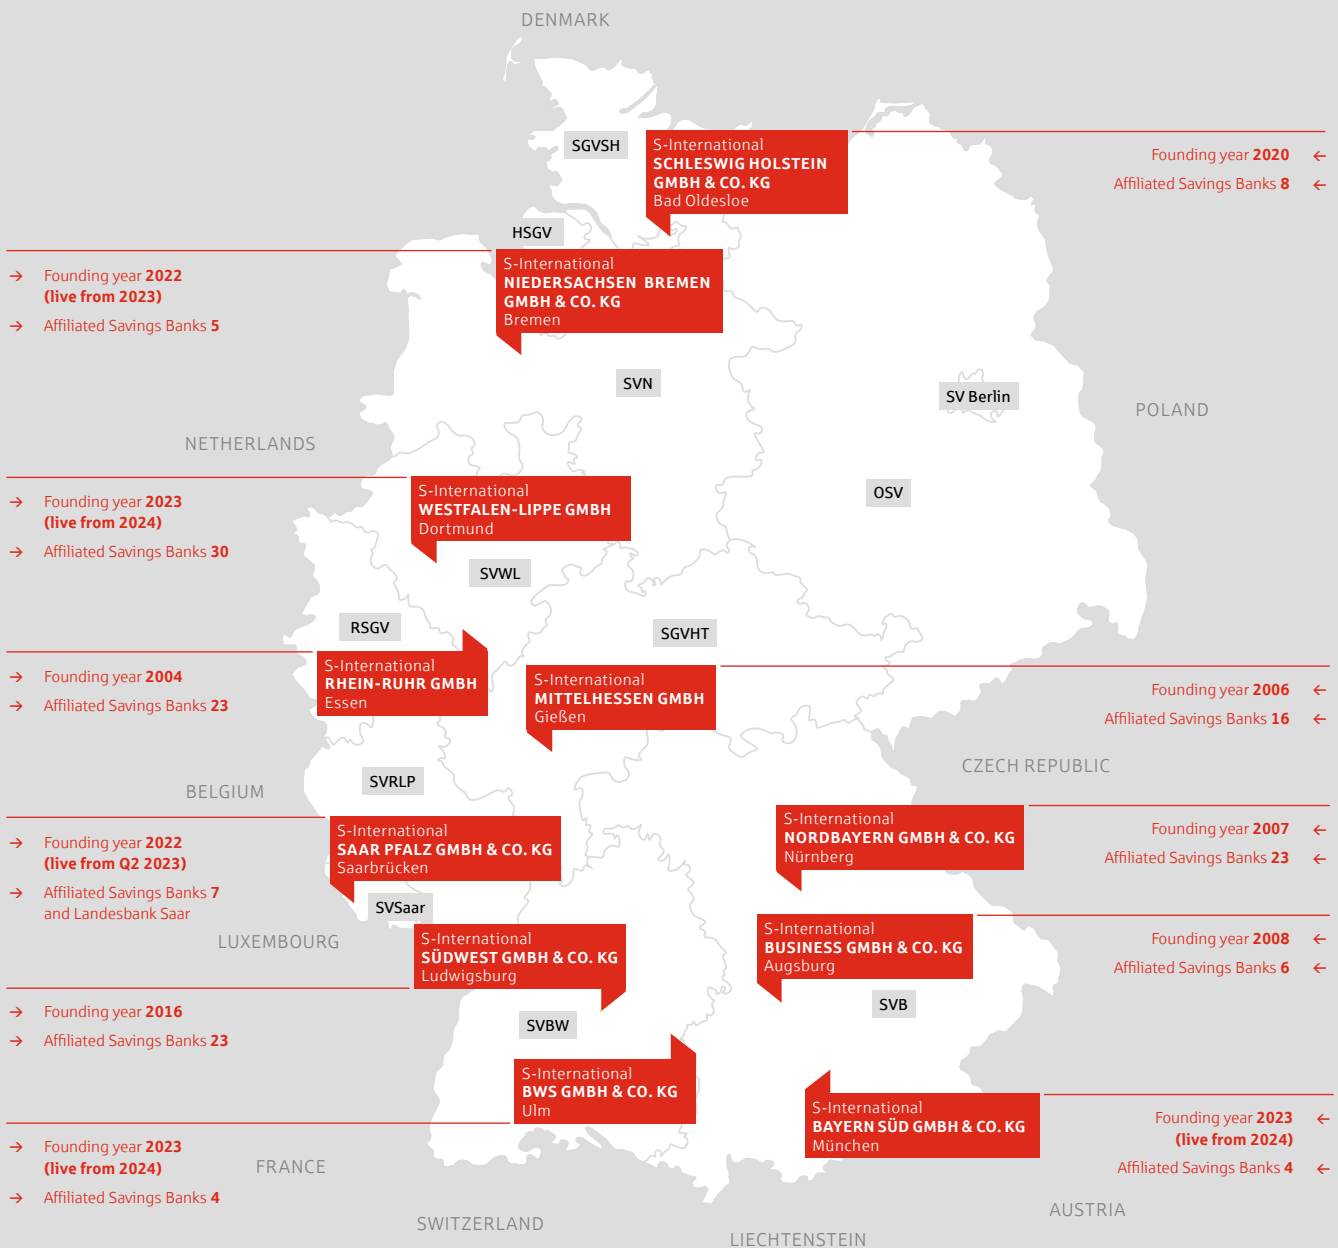 DENMARK
SGVSH
S-International
SCHLESWIG HOLSTEIN
GMBH & CO. KG
Bad Oldesloe
Founding year 2020 ←
Affiliated Savings Banks 8 ←
HSGV
S-International
NIEDERSACHSEN BREMEN
GMBH & CO. KG
Bremen
→ Founding year 2022
(live from 2023)
→ Affiliated Savings Banks 5
SVN
SV Berlin
POLAND
NETHERLANDS
OSV
S-International
WESTFALEN-LIPPE GMBH
Dortmund
→ Founding year 2023
(live from 2024)
→ Affiliated Savings Banks 30
SVWL
RSGV
SGVHT
S-International
RHEIN-RUHR GMBH
Essen
→ Founding year 2004
→ Affiliated Savings Banks 23
S-International
MITTELHESSEN GMBH
Gießen
Founding year 2006 ←
Affiliated Savings Banks 16 ←
CZECH REPUBLIC
SVRLP
BELGIUM
S-International
SAAR PFALZ GMBH & CO. KG
Saarbrücken
→ Founding year 2022
(live from Q2 2023)
→ Affiliated Savings Banks 7
and Landesbank Saar
S-International
NORDBAYERN GMBH & CO. KG
Nürnberg
Founding year 2007 ←
Affiliated Savings Banks 23 ←
SVSaar
LUXEMBOURG
S-International
SÜDWEST GMBH & CO. KG
Ludwigsburg
→ Founding year 2016
→ Affiliated Savings Banks 23
S-International
BUSINESS GMBH & CO. KG
Augsburg
Founding year 2008 ←
Affiliated Savings Banks 6 ←
SVB
SVBW
S-International
BWS GMBH & CO. KG
Ulm
→ Founding year 2023
(live from 2024)
→ Affiliated Savings Banks 4
S-International
BAYERN SÜD GMBH & CO. KG
München
Founding year 2023 ←
(live from 2024)
Affiliated Savings Banks 4 ←
FRANCE
SWITZERLAND
AUSTRIA
LIECHTENSTEIN